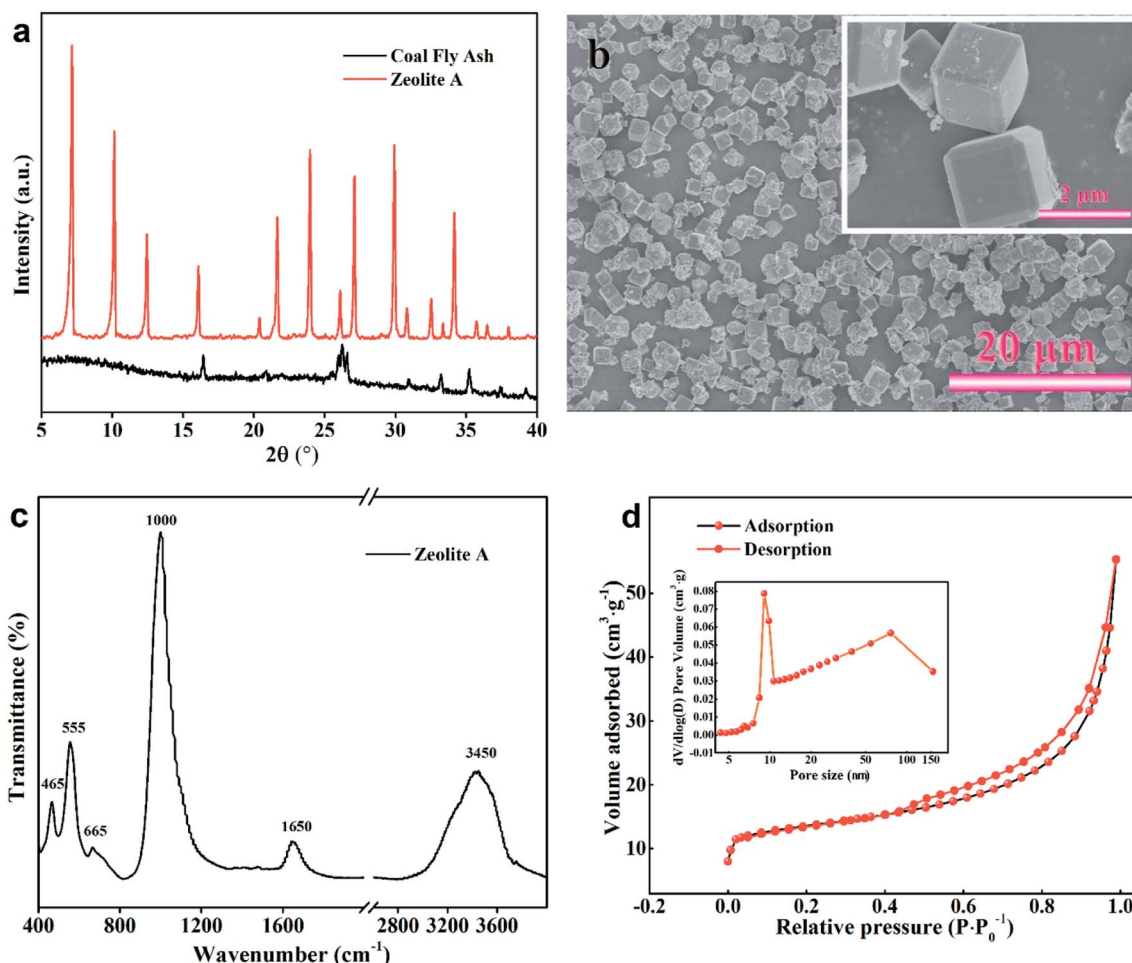 a
Coal Fly Ash
Zeolite A
Intensity (a.u.)
5 10 15 20 25 30 35 40
2θ (°)
b
2 μm
20 μm
c
1000
Zeolite A
555
465
665
1650
3450
Transmittance (%)
400 800 1200 1600 2800 3600
Wavenumber (cm-1)
d
Adsorption
Desorption
dV/dlog(D) Pore Volume (cm³·g)
0.08
0.07
0.06
0.05
0.04
0.03
0.02
0.01
0.00
-0.01
5 10 20 50 100 150
Pore size (nm)
Volume adsorbed (cm³·g⁻¹)
50
40
30
20
10
-0.2 0.0 0.2 0.4 0.6 0.8 1.0
Relative pressure (P·P₀⁻¹)